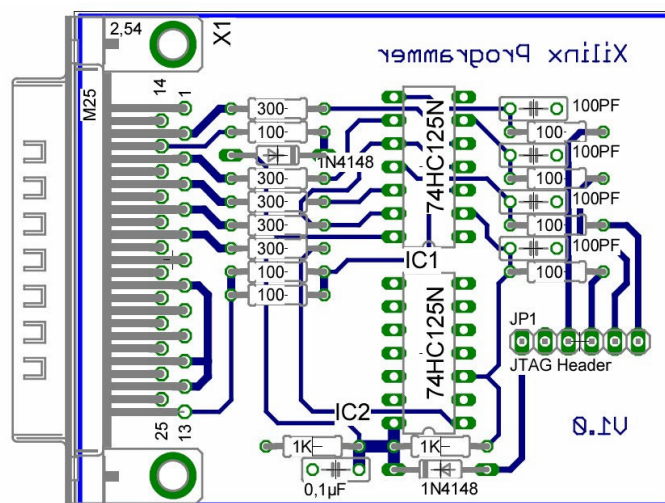 2,54
X1
Xilinx Programmer
14
1
M25
300
100
1N4148
300
300
300
300
100
100
74HC125N
IC1
100PF
100
100PF
100
100PF
100
100PF
100
74HC125N
JP1
JTAG Header
25
13
IC2
V1.0
1K
1K
0,1µF
1N4148